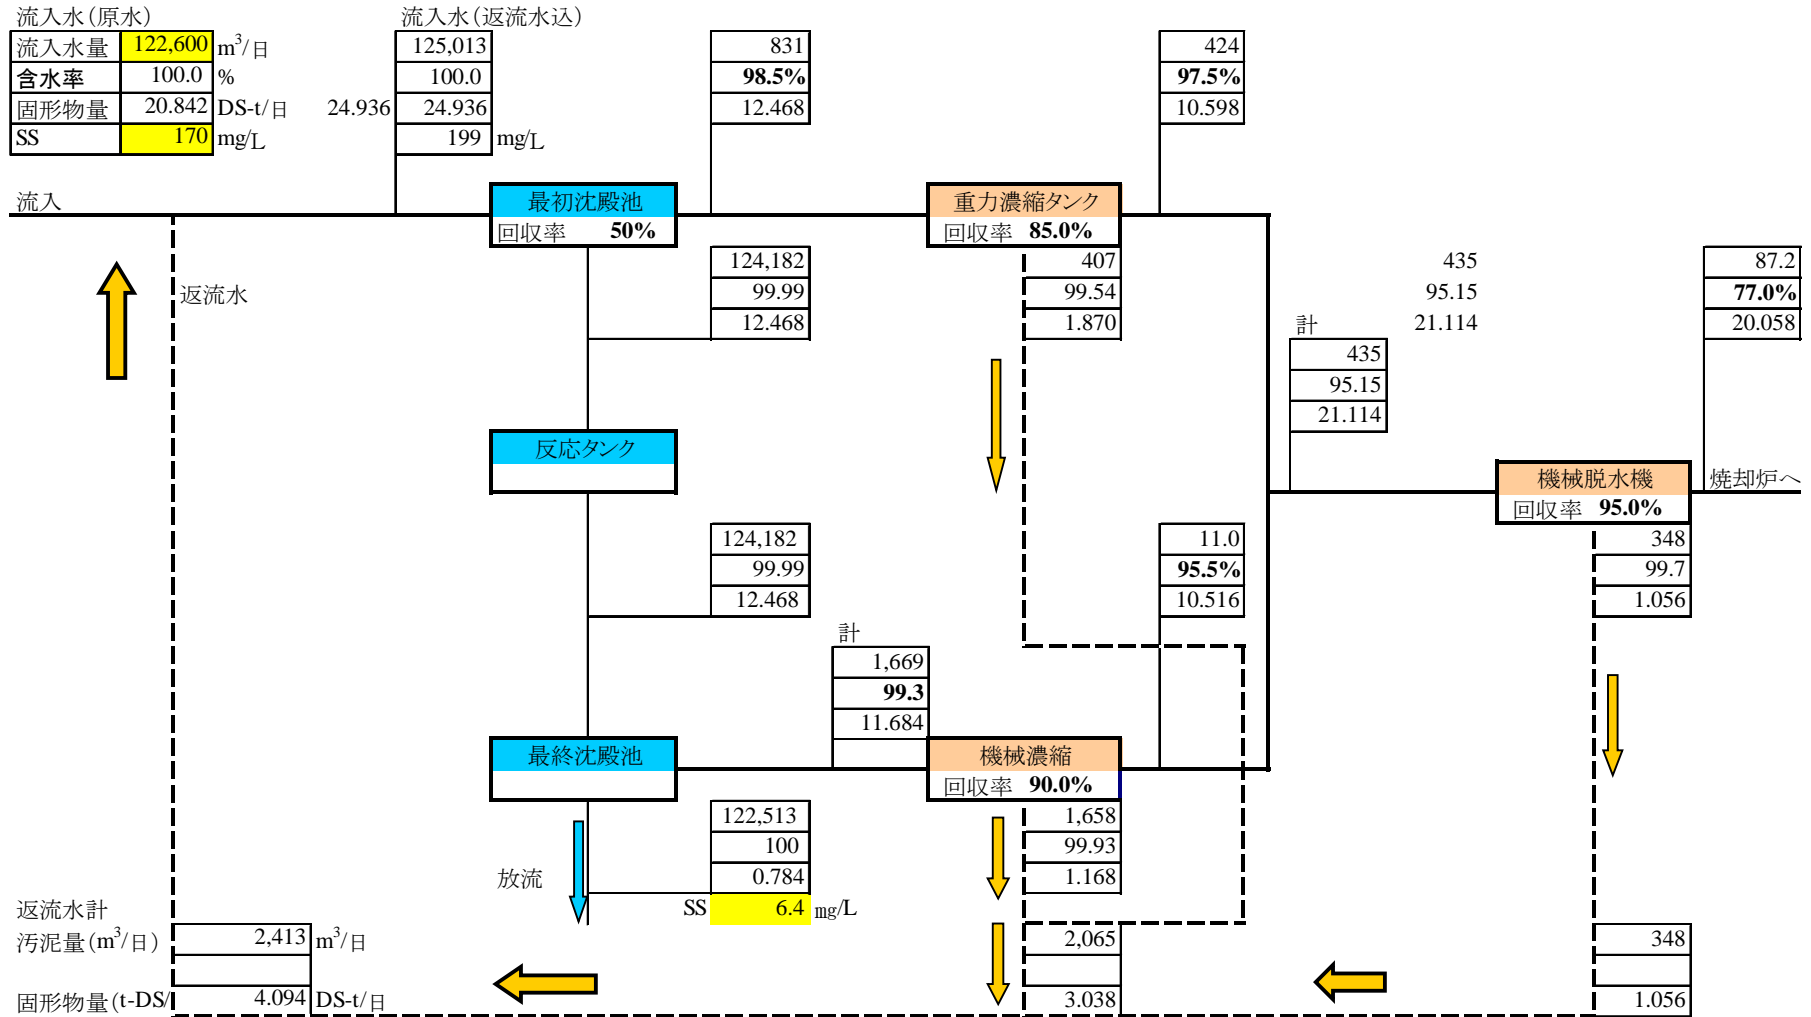 流入水(原水)
流入水(返流水込)
流入水量 122,600 m³/日
125,013
831
424
含水率 100.0 %
100.0
98.5%
97.5%
固形物量 20.842 DS-t/日
24.936
24.936
12.468
10.598
SS 170 mg/L
199 mg/L
流入
最初沈殿池
回収率 50%
重力濃縮タンク
回収率 85.0%
返流水
124,182
99.99
12.468
407
99.54
1.870
435
95.15
21.114
87.2
77.0%
20.058
計
435
95.15
21.114
反応タンク
機械脱水機
回収率 95.0%
焼却炉へ
124,182
99.99
12.468
11.0
95.5%
10.516
348
99.7
1.056
計
1,669
99.3
11.684
最終沈殿池
機械濃縮
回収率 90.0%
122,513
100
0.784
SS 6.4 mg/L
放流
1,658
99.93
1.168
返流水計
汚泥量(m³/日) 2,413 m³/日
2,065
348
固形物量(t-DS/ 4.094 DS-t/日
3.038
1.056